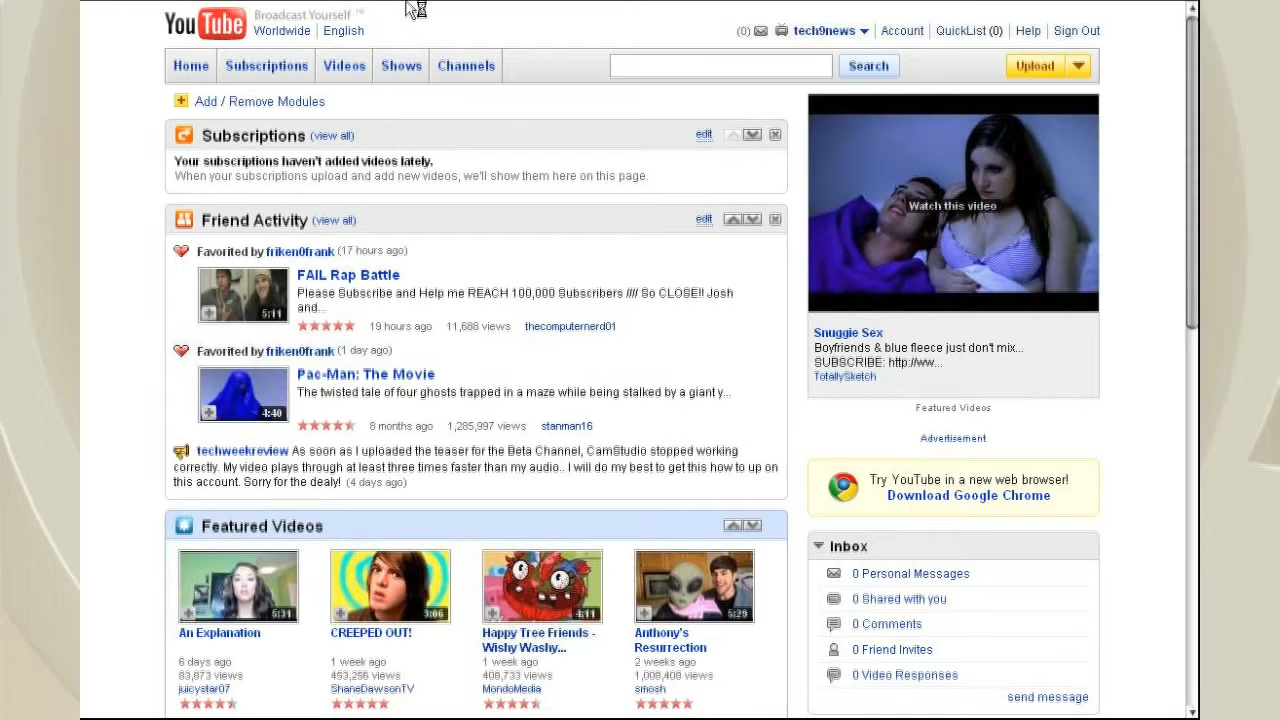 YouTube Broadcast Yourself ™
Worldwide | English
(0) tech9news | Account | QuickList (0) | Help | Sign Out
Home Subscriptions Videos Shows Channels Search Upload
Add / Remove Modules
Subscriptions (view all) edit
Your subscriptions haven't added videos lately.
When your subscriptions upload and add new videos, we'll show them here on this page.
Friend Activity (view all) edit
Favorited by friken0frank (17 hours ago)
FAIL Rap Battle
Please Subscribe and Help me REACH 100,000 Subscribers //// So CLOSE!! Josh
and...
5:11
19 hours ago 11,688 views thecomputernerd01
Favorited by friken0frank (1 day ago)
Pac-Man: The Movie
The twisted tale of four ghosts trapped in a maze while being stalked by a giant y...
4:40
8 months ago 1,285,997 views stanman16
techweekreview As soon as I uploaded the teaser for the Beta Channel, CamStudio stopped working
correctly. My video plays through at least three times faster than my audio.. I will do my best to get this how to up on
this account. Sorry for the dealy! (4 days ago)
Featured Videos
5:31 3:06 4:11 5:29
An Explanation
6 days ago
83,873 views
juicystar07
CREEPED OUT!
1 week ago
453,256 views
ShaneDawsonTV
Happy Tree Friends -
Wishy Washy...
1 week ago
408,733 views
MondoMedia
Anthony's
Resurrection
2 weeks ago
1,008,408 views
smosh
Watch this video
Snuggie Sex
Boyfriends & blue fleece just don't mix...
SUBSCRIBE: http://ww...
TotallySketch
Featured Videos
Advertisement
Try YouTube in a new web browser!
Download Google Chrome
Inbox
0 Personal Messages
0 Shared with you
0 Comments
0 Friend Invites
0 Video Responses
send message